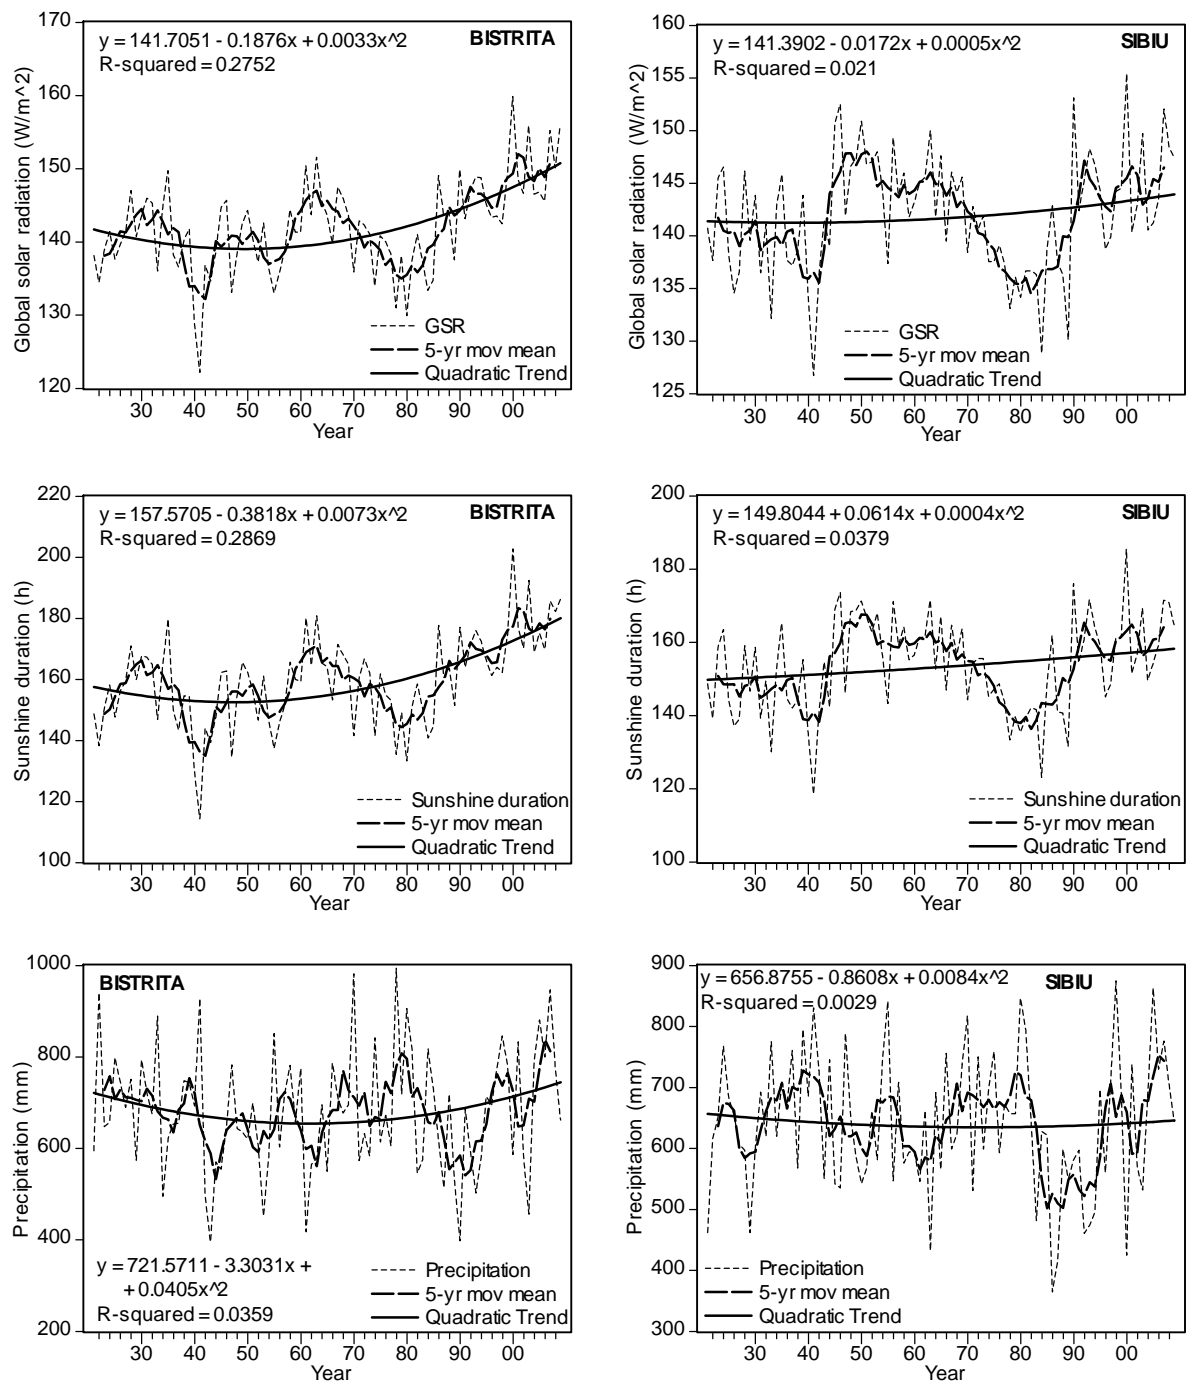 y = 141.7051 - 0.1876x + 0.0033x^2
R-squared = 0.2752
BISTRITA
Global solar radiation (W/m^2)
170
160
150
140
130
120
GSR
5-yr mov mean
Quadratic Trend
30 40 50 60 70 80 90 00
Year
y = 141.3902 - 0.0172x + 0.0005x^2
R-squared = 0.021
SIBIU
Global solar radiation (W/m^2)
160
155
150
145
140
135
130
125
GSR
5-yr mov mean
Quadratic Trend
30 40 50 60 70 80 90 00
Year
y = 157.5705 - 0.3818x + 0.0073x^2
R-squared = 0.2869
BISTRITA
Sunshine duration (h)
220
200
180
160
140
120
100
Sunshine duration
5-yr mov mean
Quadratic Trend
30 40 50 60 70 80 90 00
Year
y = 149.8044 + 0.0614x + 0.0004x^2
R-squared = 0.0379
SIBIU
Sunshine duration (h)
200
180
160
140
120
100
Sunshine duration
5-yr mov mean
Quadratic Trend
30 40 50 60 70 80 90 00
Year
BISTRITA
Precipitation (mm)
1000
800
600
400
200
y = 721.5711 - 3.3031x +
+ 0.0405x^2
R-squared = 0.0359
Precipitation
5-yr mov mean
Quadratic Trend
30 40 50 60 70 80 90 00
Year
y = 656.8755 - 0.8608x + 0.0084x^2
R-squared = 0.0029
SIBIU
Precipitation (mm)
900
800
700
600
500
400
300
Precipitation
5-yr mov mean
Quadratic Trend
30 40 50 60 70 80 90 00
Year